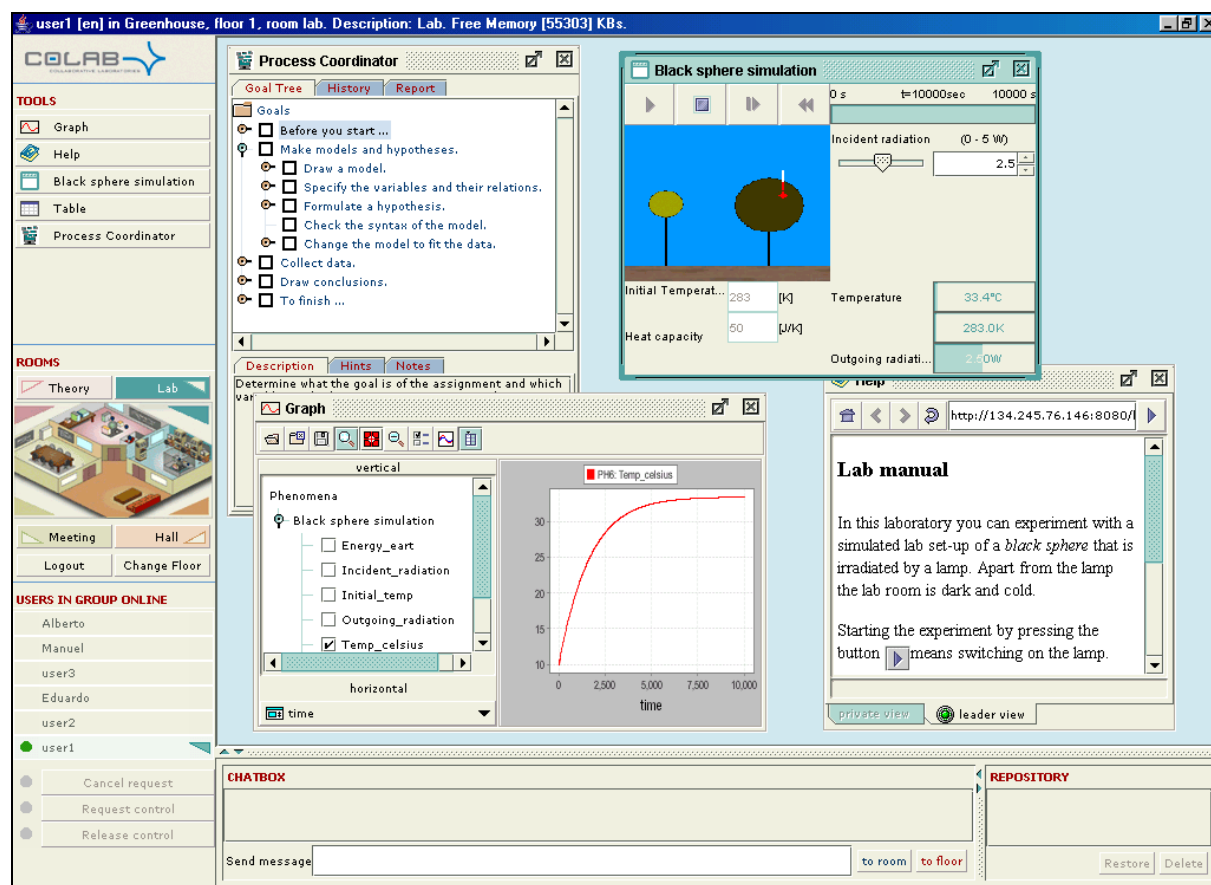 user1 [en] in Greenhouse, floor 1, room lab. Description: Lab. Free Memory [55303] KBs.
COLAB
COLLABORATIVE LABORATORIES
TOOLS
Graph
Help
Black sphere simulation
Table
Process Coordinator
ROOMS
Theory
Lab
Meeting
Hall
Logout
Change Floor
USERS IN GROUP ONLINE
Alberto
Manuel
user3
Eduardo
user2
user1
Cancel request
Request control
Release control
Process Coordinator
Goal Tree History Report
Goals
Before you start ...
Make models and hypotheses.
Draw a model.
Specify the variables and their relations.
Formulate a hypothesis.
Check the syntax of the model.
Change the model to fit the data.
Collect data.
Draw conclusions.
To finish ...
Description Hints Notes
Determine what the goal is of the assignment and which
Black sphere simulation
0 s t=10000sec 10000 s
Incident radiation (0 - 5 W)
2.5
Initial Temperat... 283 [K]
Heat capacity 50 [J/K]
Temperature 33.4°C
283.0K
Outgoing radiati... 2.50W
Graph
vertical
Phenomena
Black sphere simulation
Energy_eart
Incident_radiation
Initial_temp
Outgoing_radiation
Temp_celsius
horizontal
time
PH6: Temp_celsius
30
25
20
15
10
0 2,500 5,000 7,500 10,000
time
Help
http://134.245.76.146:8080/
Lab manual
In this laboratory you can experiment with a
simulated lab set-up of a black sphere that is
irradiated by a lamp. Apart from the lamp
the lab room is dark and cold.
Starting the experiment by pressing the
button means switching on the lamp.
private view
leader view
CHATBOX
Send message
to room
to floor
REPOSITORY
Restore
Delete